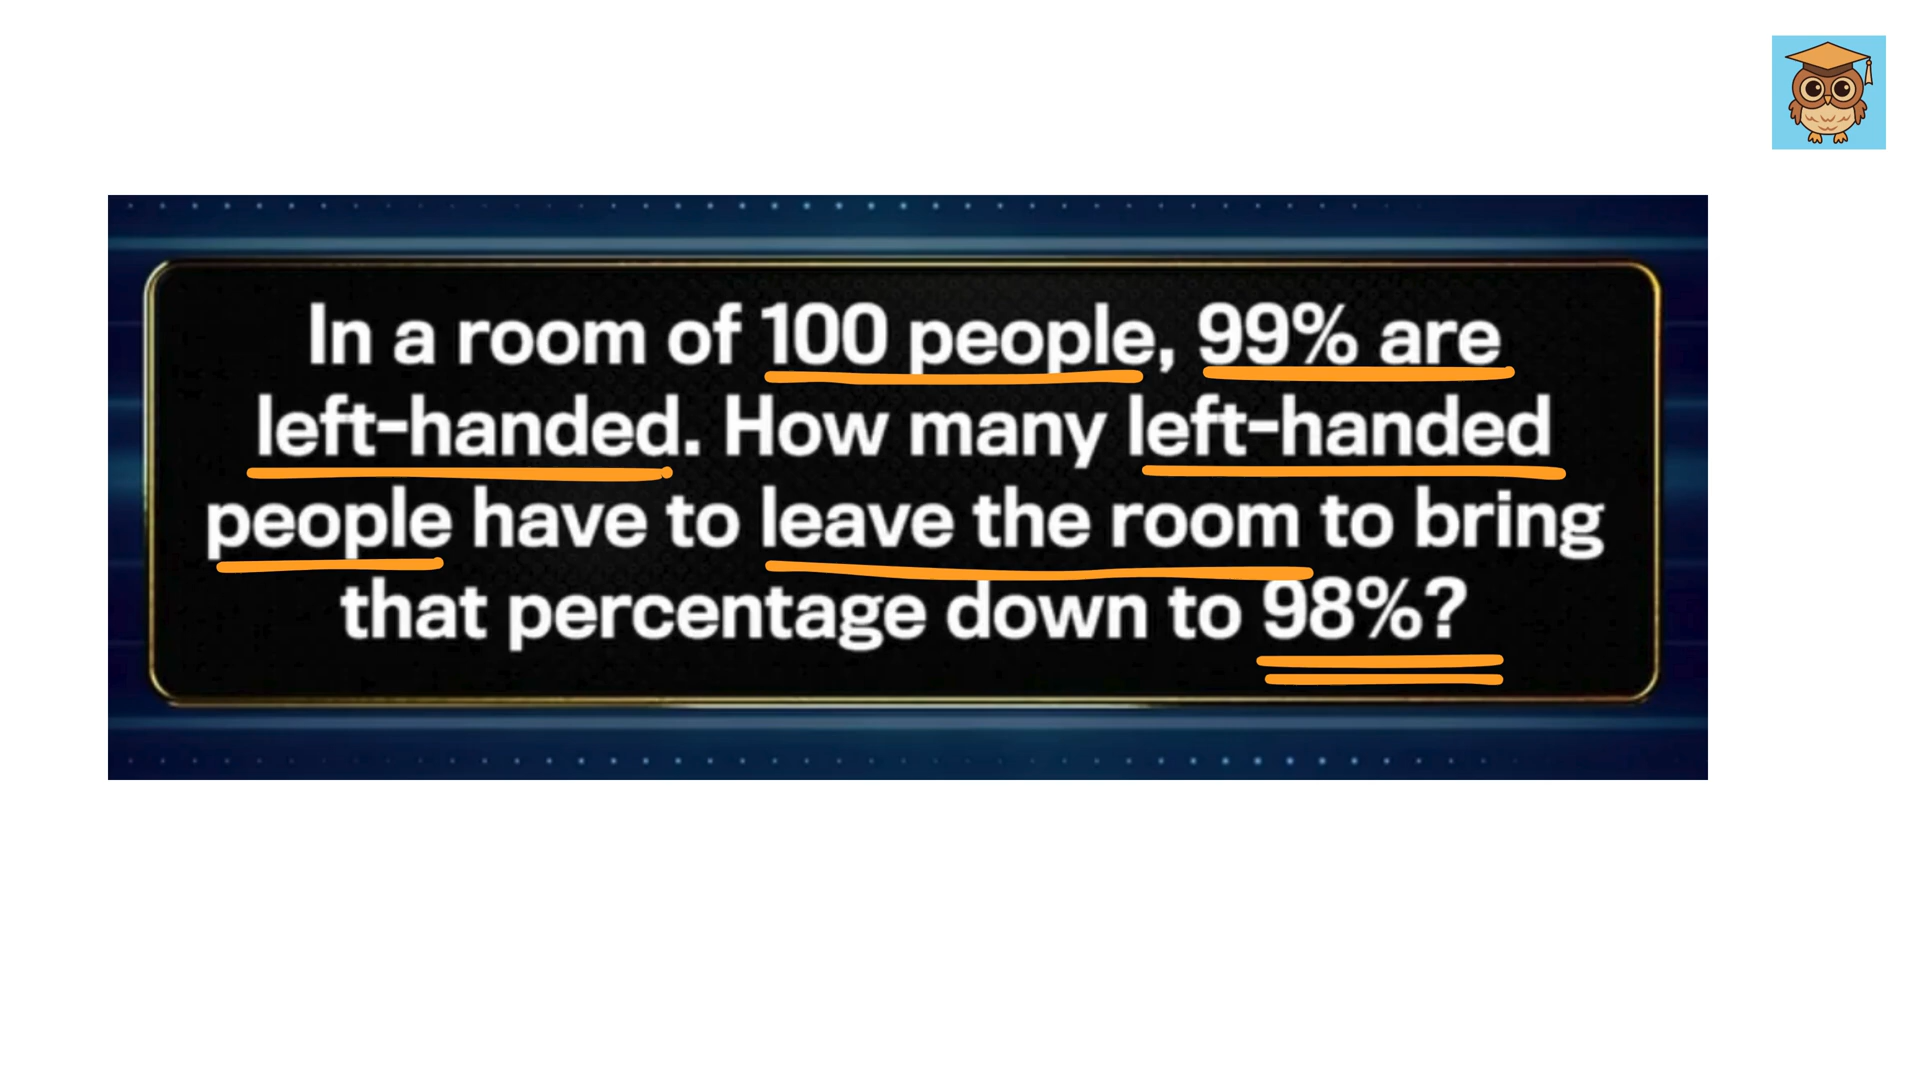 In a room of 100 people, 99% are
left-handed. How many left-handed
people have to leave the room to bring
that percentage down to 98%?